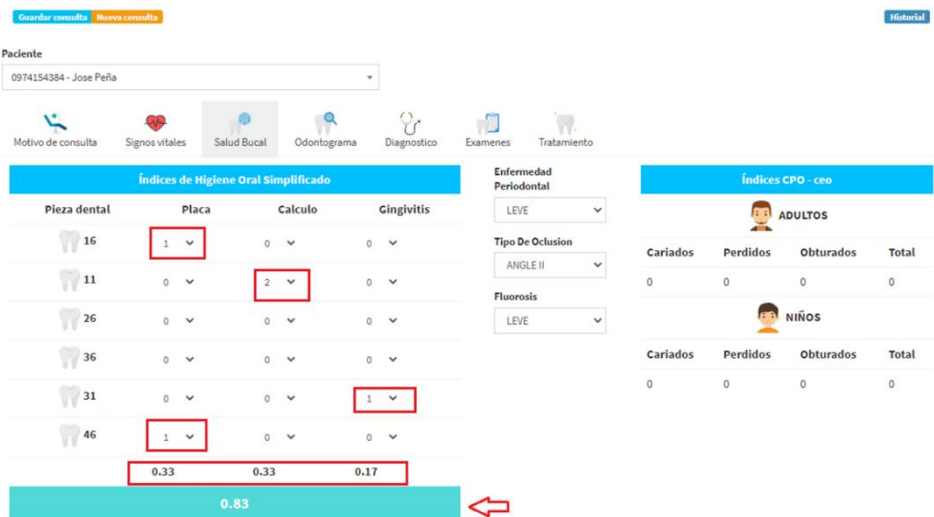 Guardar consulta Nueva consulta Historial
Paciente
0974154384 - Jose Peña
Motivo de consulta Signos vitales Salud Bucal Odontograma Diagnostico Examenes Tratamiento
Índices de Higiene Oral Simplificado
Pieza dental Placa Calculo Gingivitis
16 1 0 0
11 0 2 0
26 0 0 0
36 0 0 0
31 0 0 1
46 1 0 0
0.33 0.33 0.17
0.83
Enfermedad
Periodontal
LEVE
Tipo De Oclusion
ANGLE II
Fluorosis
LEVE
Índices CPO - ceo
ADULTOS
Cariados Perdidos Obturados Total
0 0 0 0
NIÑOS
Cariados Perdidos Obturados Total
0 0 0 0